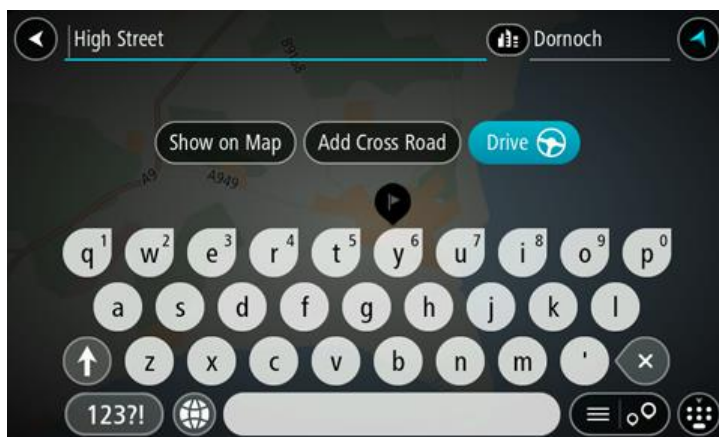 High Street Dornoch
B9168
Show on Map Add Cross Road Drive
A9 A949
q1 w2 e3 r4 t5 y6 u7 i8 o9 p0
a s d f g h j k l
z x c v b n m '
123?!